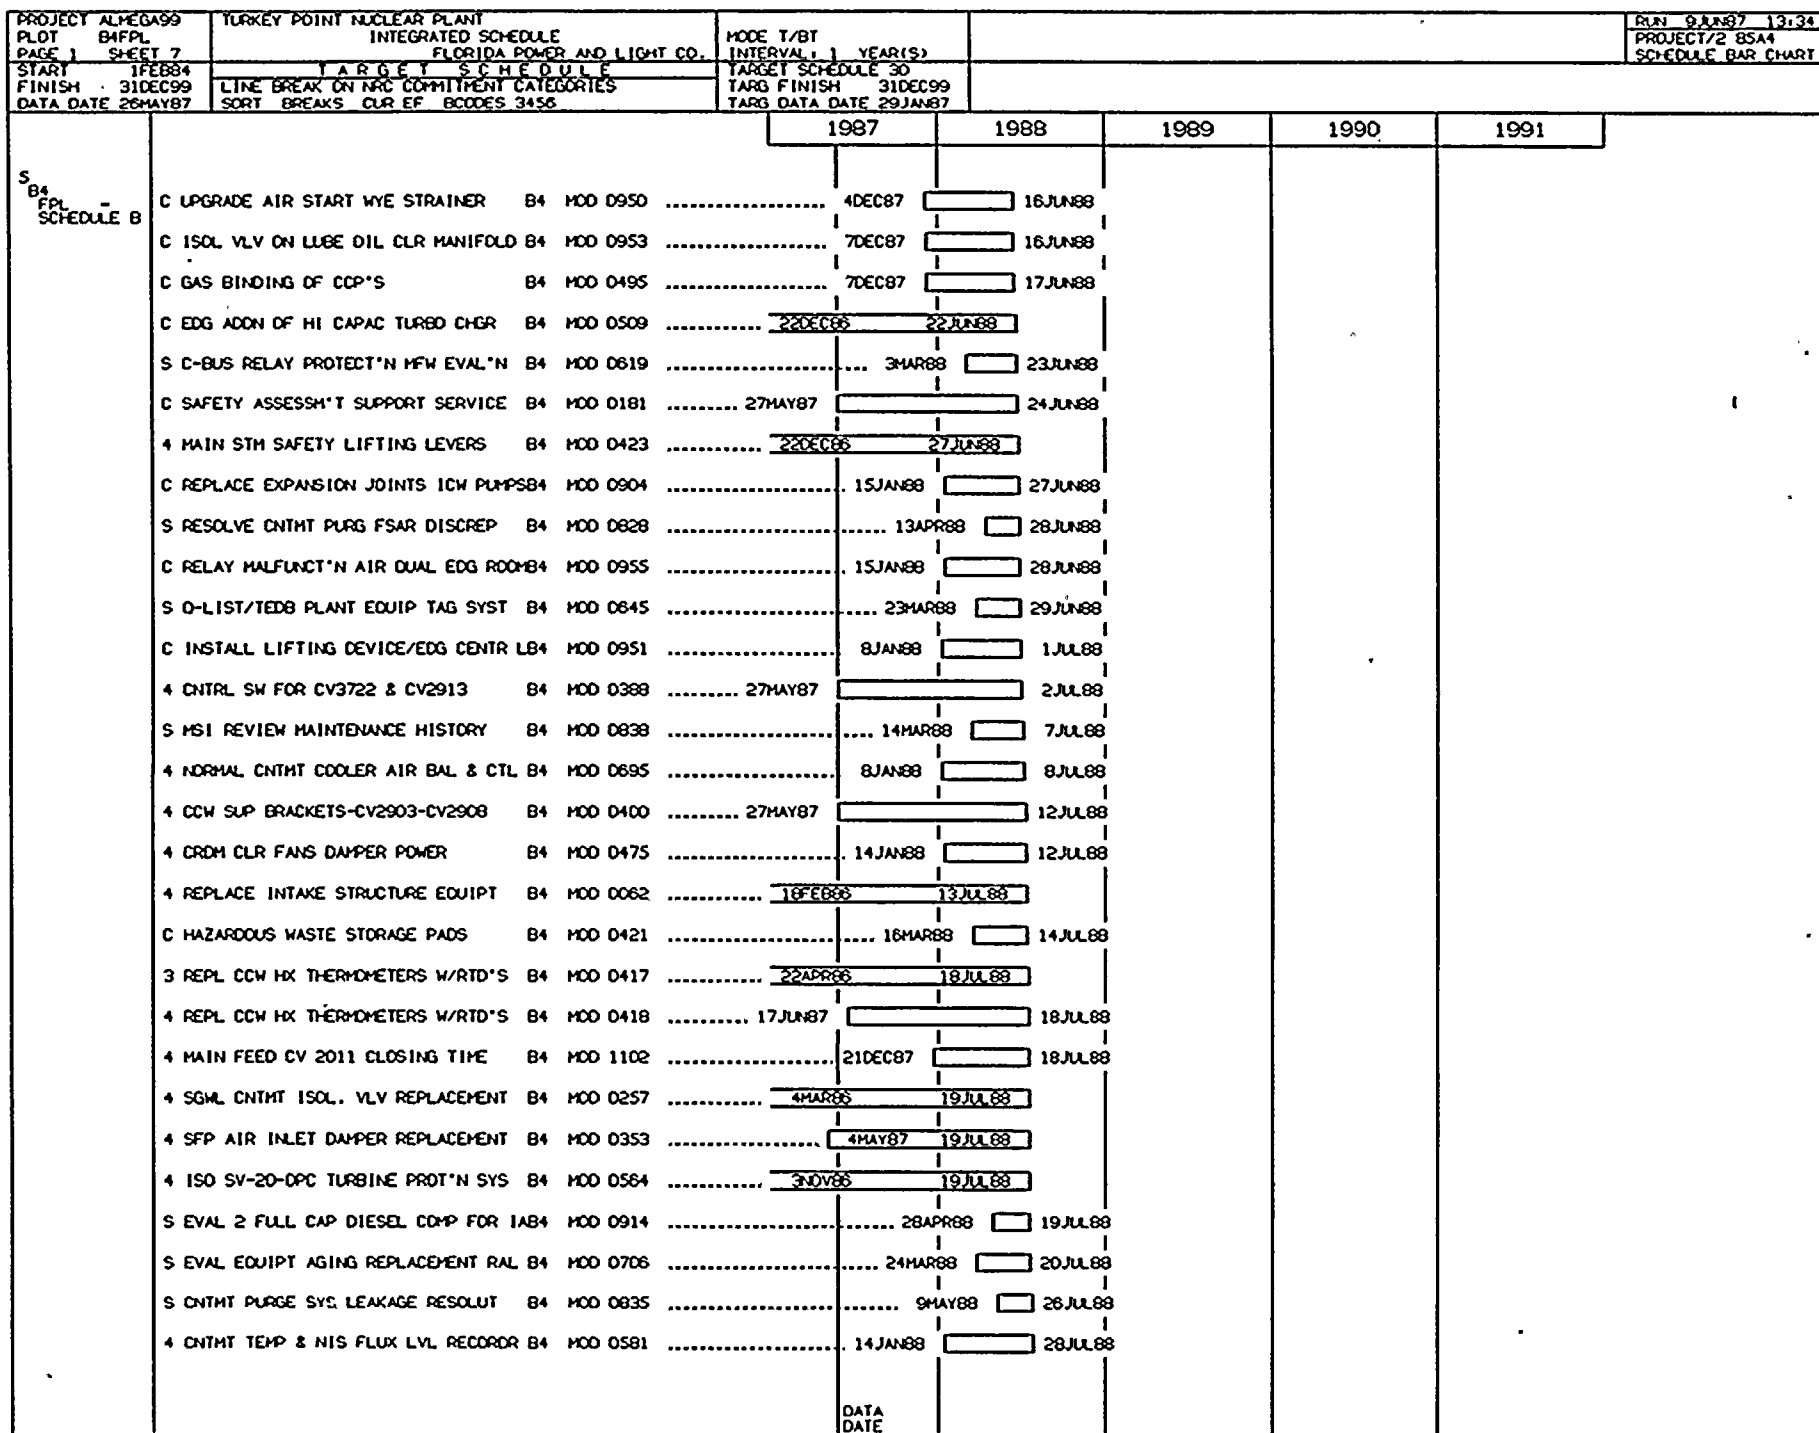 PROJECT ALMEGA99
PLOT B4FPL
PAGE 1 SHEET 7
START 1FEB84
FINISH 31DEC99
DATA DATE 26MAY87
TURKEY POINT NUCLEAR PLANT
INTEGRATED SCHEDULE
FLORIDA POWER AND LIGHT CO.
T A R G E T S C H E D U L E
LINE BREAK ON NRC COMMITMENT CATEGORIES
SORT BREAKS CUR EF BCODES 3456
MODE T/BT
INTERVAL: 1 YEAR(S)
TARGET SCHEDULE 30
TARG FINISH 31DEC99
TARG DATA DATE 29JAN87
RUN 9JUN87 13:34
PROJECT/2 85A4
SCHEDULE BAR CHART
1987 1988 1989 1990 1991
S
B4
FPL -
SCHEDULE B
C UPGRADE AIR START WYE STRAINER B4 MOD 0950 4DEC87 16JUN88
C ISOL VLV ON LUBE OIL CLR MANIFOLD B4 MOD 0953 7DEC87 16JUN88
C GAS BINDING OF CCP'S B4 MOD 0495 7DEC87 17JUN88
C EDG ADDN OF HI CAPAC TURBO CHGR B4 MOD 0509 22DEC86 22JUN88
S C-BUS RELAY PROTECT'N MFW EVAL'N B4 MOD 0619 3MAR88 23JUN88
C SAFETY ASSESSM'T SUPPORT SERVICE B4 MOD 0181 27MAY87 24JUN88
4 MAIN STM SAFETY LIFTING LEVERS B4 MOD 0423 22DEC86 27JUN88
C REPLACE EXPANSION JOINTS ICW PUMPSB4 MOD 0904 15JAN88 27JUN88
S RESOLVE CNTMT PURG FSAR DISCREP B4 MOD 0828 13APR88 28JUN88
C RELAY MALFUNCT'N AIR DUAL EDG ROOMB4 MOD 0955 15JAN88 28JUN88
S Q-LIST/TEDB PLANT EQUIP TAG SYST B4 MOD 0645 23MAR88 29JUN88
C INSTALL LIFTING DEVICE/EDG CENTR LB4 MOD 0951 8JAN88 1JUL88
4 CNTRL SW FOR CV3722 & CV2913 B4 MOD 0388 27MAY87 2JUL88
S MSI REVIEW MAINTENANCE HISTORY B4 MOD 0838 14MAR88 7JUL88
4 NORMAL CNTMT COOLER AIR BAL & CTL B4 MOD 0695 8JAN88 8JUL88
4 CCW SUP BRACKETS-CV2903-CV2908 B4 MOD 0400 27MAY87 12JUL88
4 CRDM CLR FANS DAMPER POWER B4 MOD 0475 14JAN88 12JUL88
4 REPLACE INTAKE STRUCTURE EQUIPT B4 MOD 0062 18FEB86 13JUL88
C HAZARDOUS WASTE STORAGE PADS B4 MOD 0421 16MAR88 14JUL88
3 REPL CCW HX THERMOMETERS W/RTD'S B4 MOD 0417 22APR86 18JUL88
4 REPL CCW HX THERMOMETERS W/RTD'S B4 MOD 0418 17JUN87 18JUL88
4 MAIN FEED CV 2011 CLOSING TIME B4 MOD 1102 21DEC87 18JUL88
4 SGWL CNTMT ISOL. VLV REPLACEMENT B4 MOD 0257 4MAR86 19JUL88
4 SFP AIR INLET DAMPER REPLACEMENT B4 MOD 0353 4MAY87 19JUL88
4 ISO SV-20-OPC TURBINE PROT'N SYS B4 MOD 0564 3NOV86 19JUL88
S EVAL 2 FULL CAP DIESEL COMP FOR IAB4 MOD 0914 28APR88 19JUL88
S EVAL EQUIPT AGING REPLACEMENT RAL B4 MOD 0706 24MAR88 20JUL88
S CNTMT PURGE SYS LEAKAGE RESOLUT B4 MOD 0835 9MAY88 26JUL88
4 CNTMT TEMP & NIS FLUX LVL RECORDR B4 MOD 0581 14JAN88 28JUL88
DATA
DATE